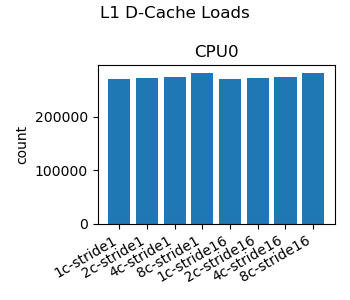 L1 D-Cache Loads
CPU0
count
200000
100000
0
1c-stride1
2c-stride1
4c-stride1
8c-stride1
1c-stride16
2c-stride16
4c-stride16
8c-stride16